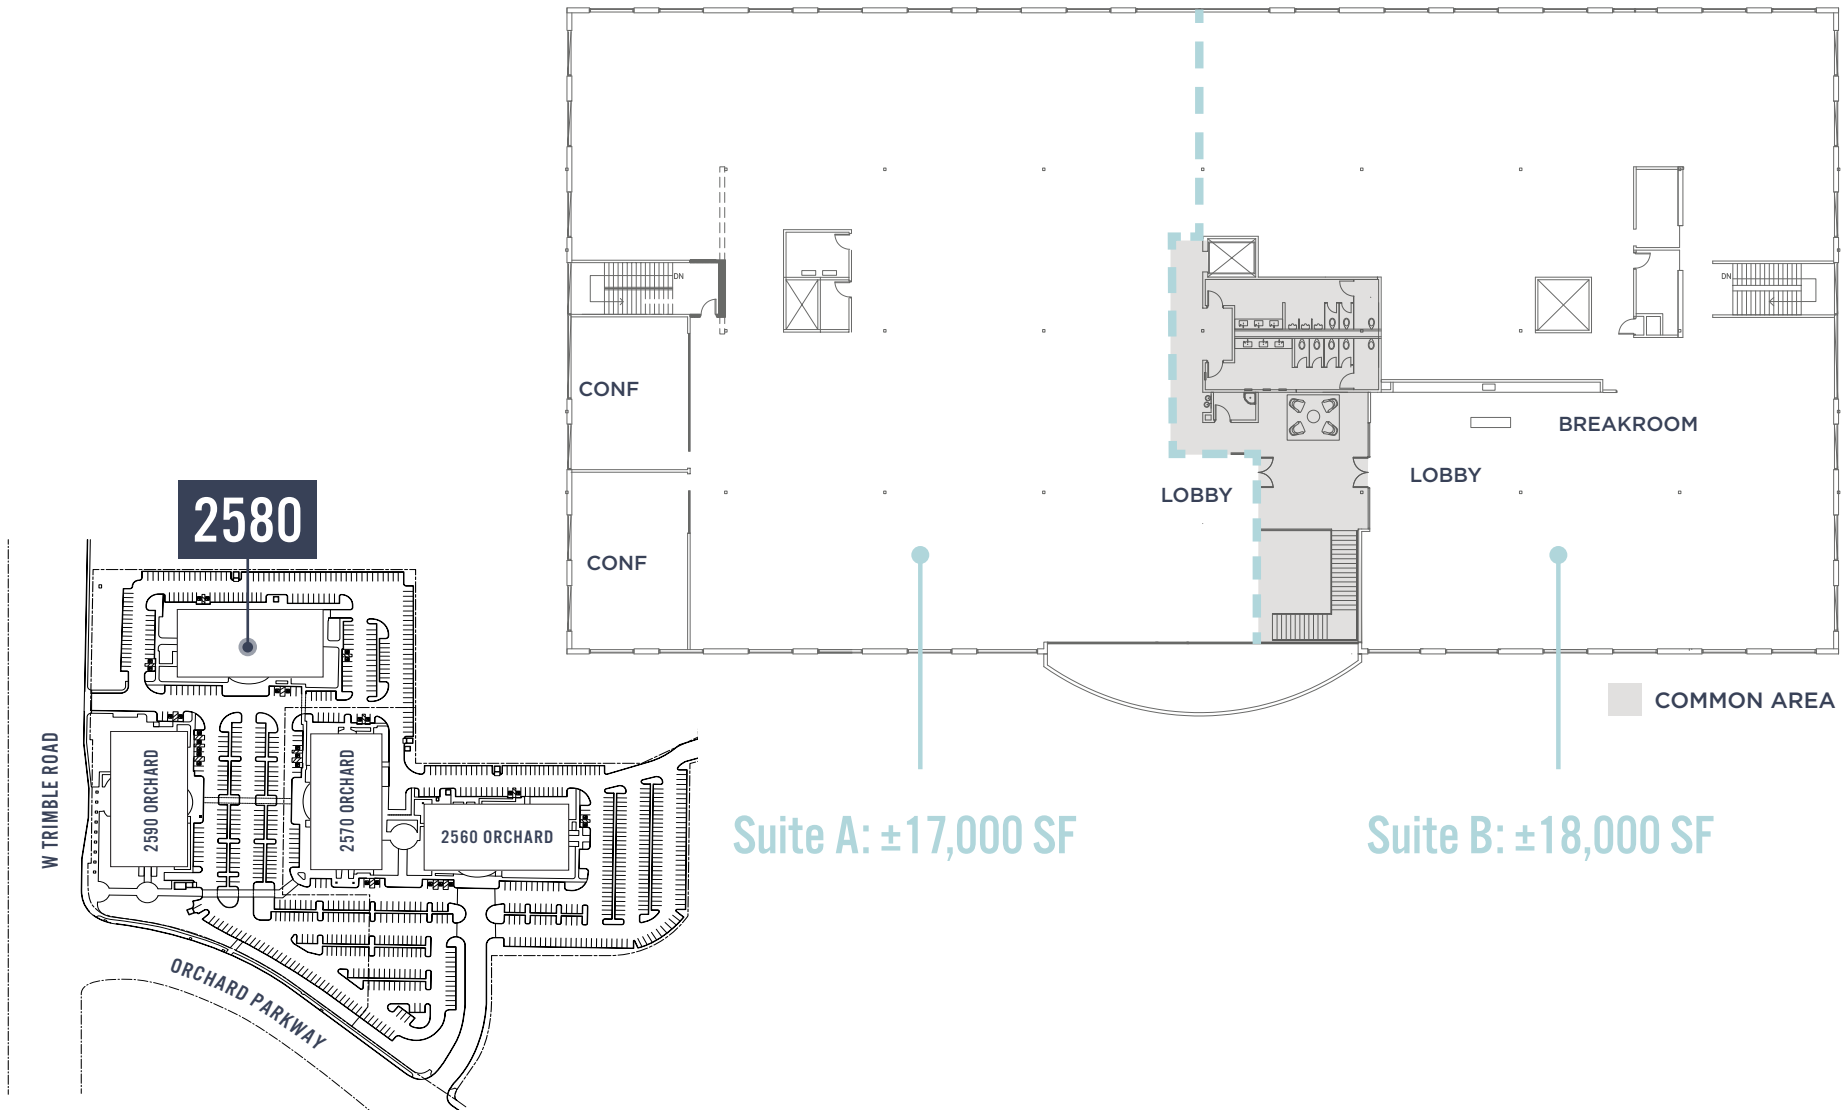 DN
DN
CONF
BREAKROOM
LOBBY
LOBBY
CONF
COMMON AREA
Suite A: ±17,000 SF
Suite B: ±18,000 SF
2580
W TRIMBLE ROAD
2590 ORCHARD
2570 ORCHARD
2560 ORCHARD
ORCHARD PARKWAY